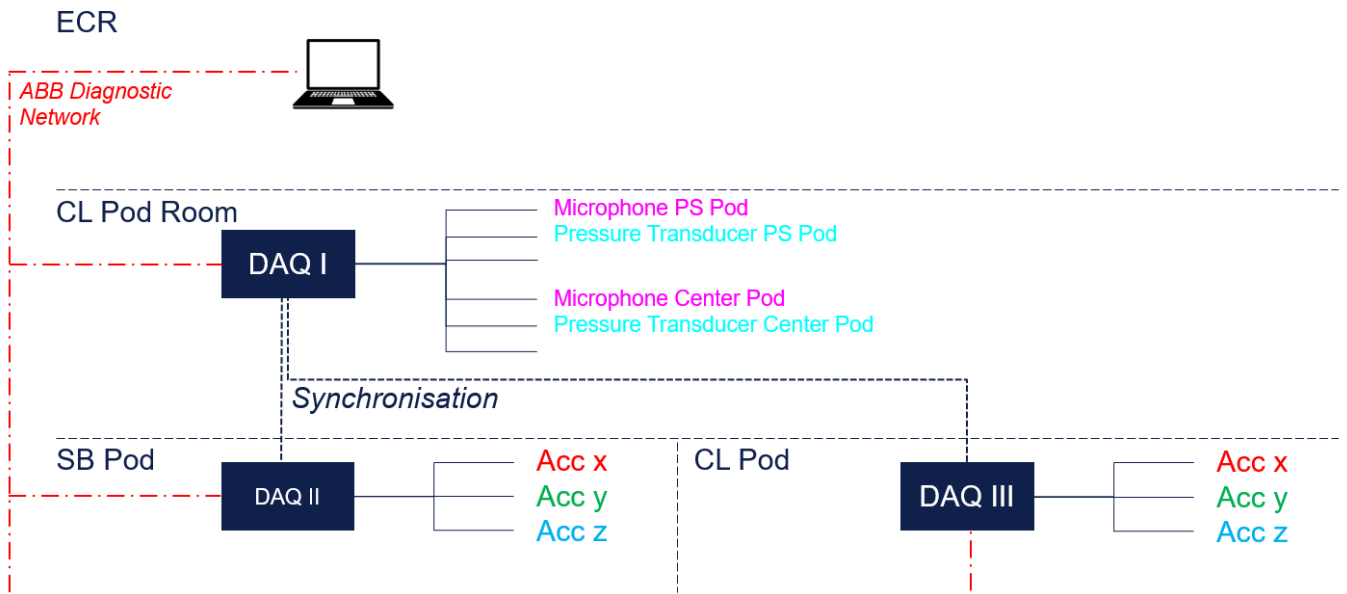 ECR
ABB Diagnostic
Network
CL Pod Room
DAQ I
Microphone PS Pod
Pressure Transducer PS Pod
Microphone Center Pod
Pressure Transducer Center Pod
Synchronisation
SB Pod
DAQ II
Acc x
Acc y
Acc z
CL Pod
DAQ III
Acc x
Acc y
Acc z